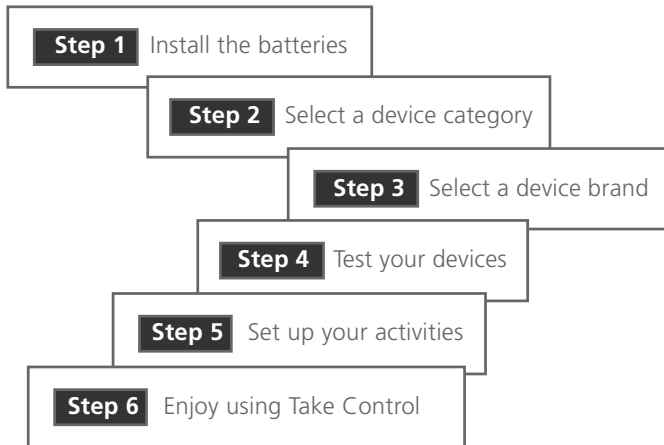 Step 1 Install the batteries
Step 2 Select a device category
Step 3 Select a device brand
Step 4 Test your devices
Step 5 Set up your activities
Step 6 Enjoy using Take Control